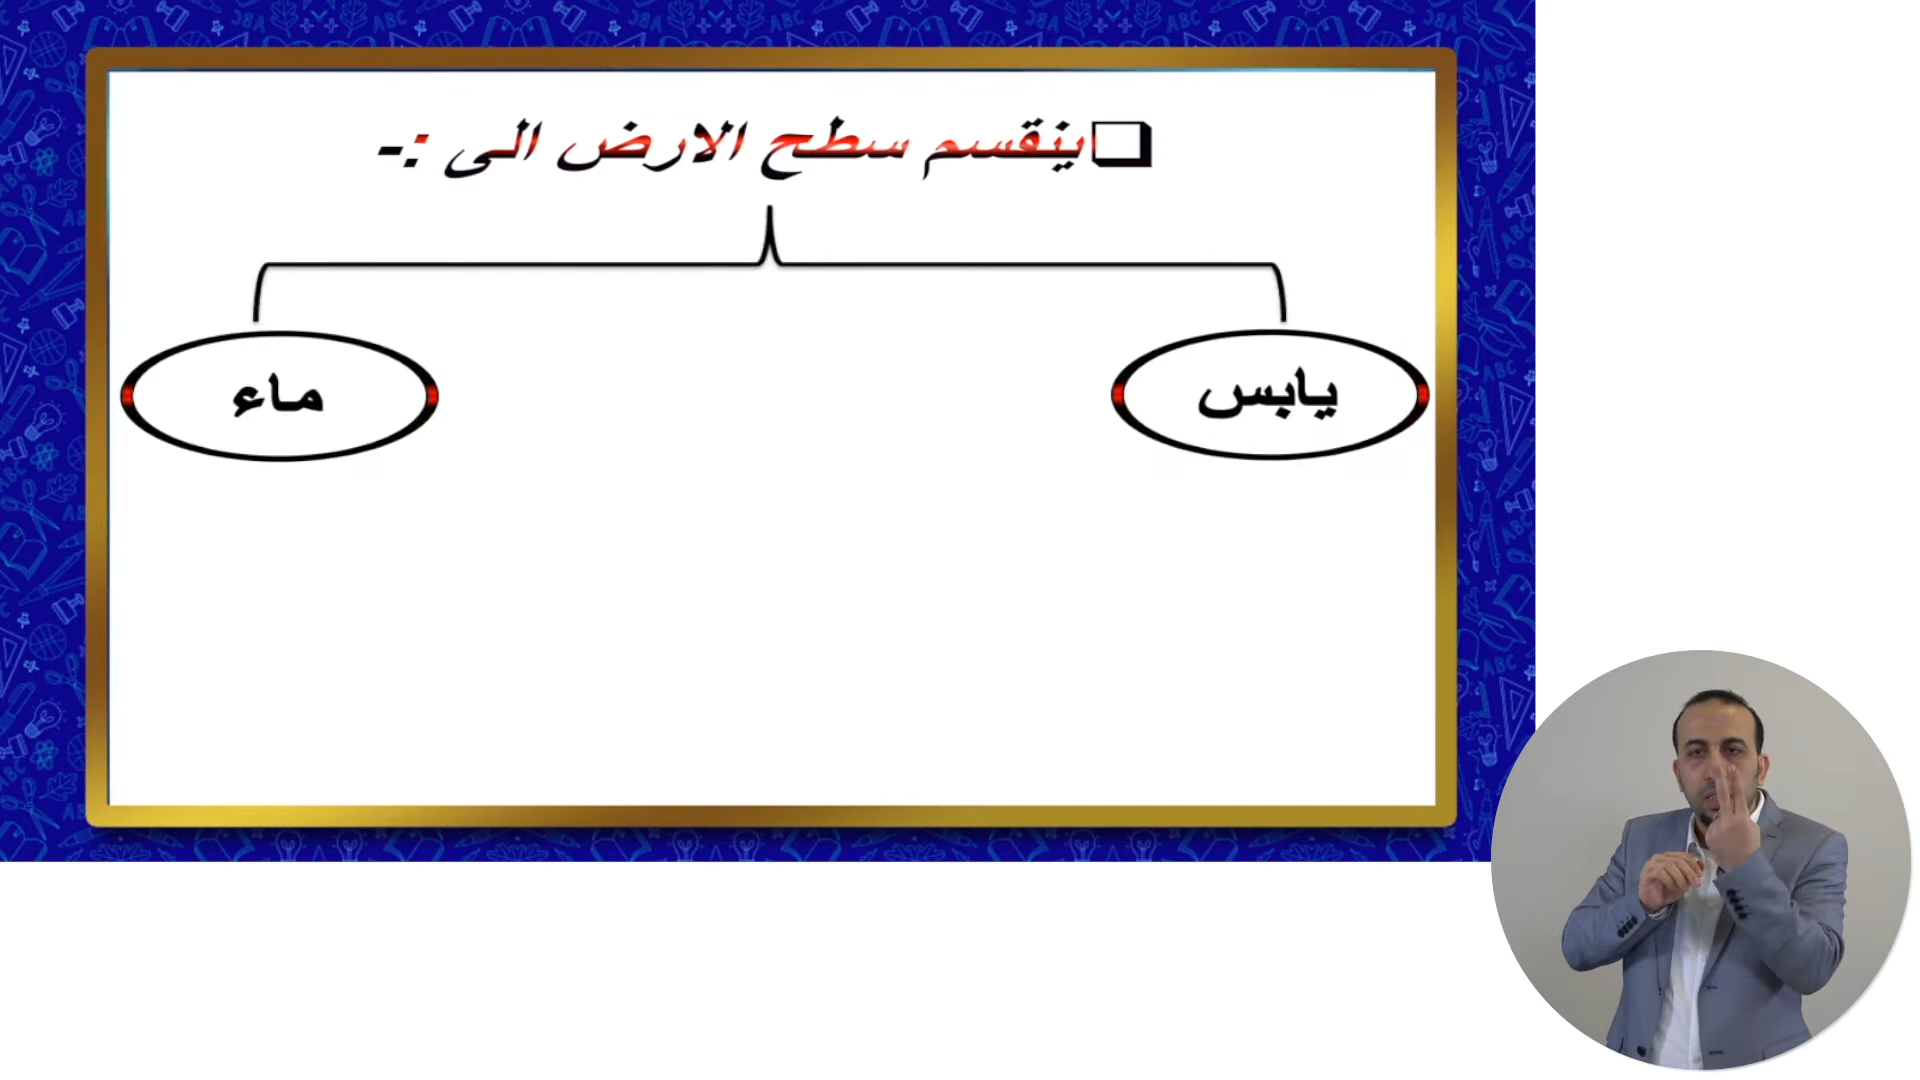 ينقسم سطح الارض الى :-
يابس
ماء